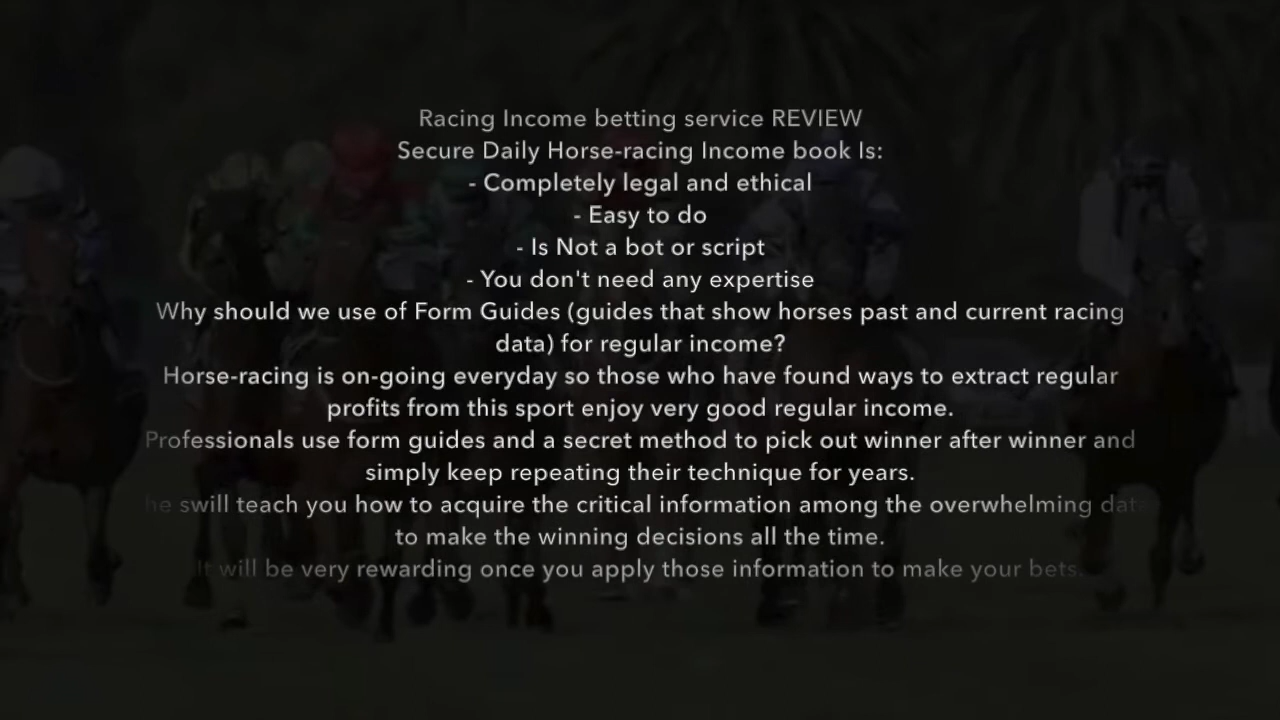 Racing Income betting service REVIEW
Secure Daily Horse-racing Income book Is:
- Completely legal and ethical
- Easy to do
- Is Not a bot or script
- You don't need any expertise
Why should we use of Form Guides (guides that show horses past and current racing
data) for regular income?
Horse-racing is on-going everyday so those who have found ways to extract regular
profits from this sport enjoy very good regular income.
Professionals use form guides and a secret method to pick out winner after winner and
simply keep repeating their technique for years.
he swill teach you how to acquire the critical information among the overwhelming data
to make the winning decisions all the time.
It will be very rewarding once you apply those information to make your bets.